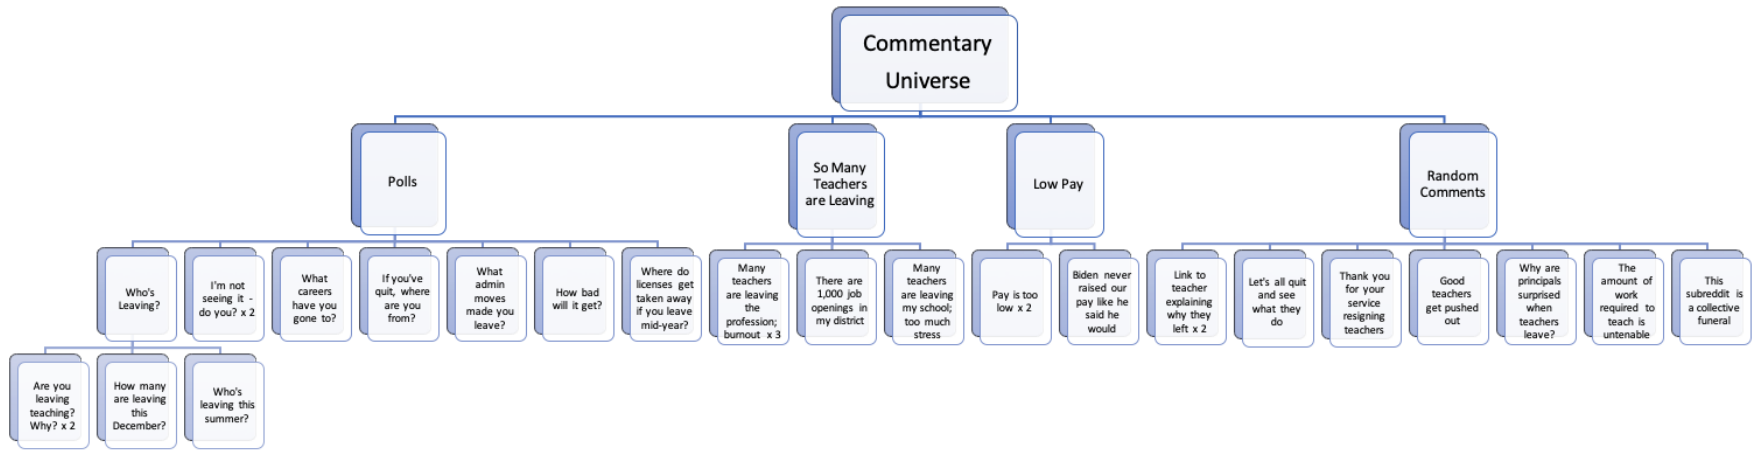 Commentary
Universe
Polls
So Many
Teachers
are Leaving
Low Pay
Random
Comments
Who's
Leaving?
I'm not
seeing it -
do you? x 2
What
careers
have you
gone to?
If you've
quit, where
are you
from?
What
admin
moves
made you
leave?
How bad
will it get?
Where do
licenses get
taken away
if you leave
mid-year?
Many
teachers
are leaving
the
profession;
burnout x 3
There are
1,000 job
openings in
my district
Many
teachers
are leaving
my school;
too much
stress
Pay is too
low x 2
Biden never
raised our
pay like he
said he
would
Link to
teacher
explaining
why they
left x 2
Let's all quit
and see
what they
do
Thank you
for your
service
resigning
teachers
Good
teachers
get pushed
out
Why are
principals
surprised
when
teachers
leave?
The
amount of
work
required to
teach is
untenable
This
subreddit is
a collective
funeral
Are you
leaving
teaching?
Why? x 2
How many
are leaving
this
December?
Who's
leaving this
summer?